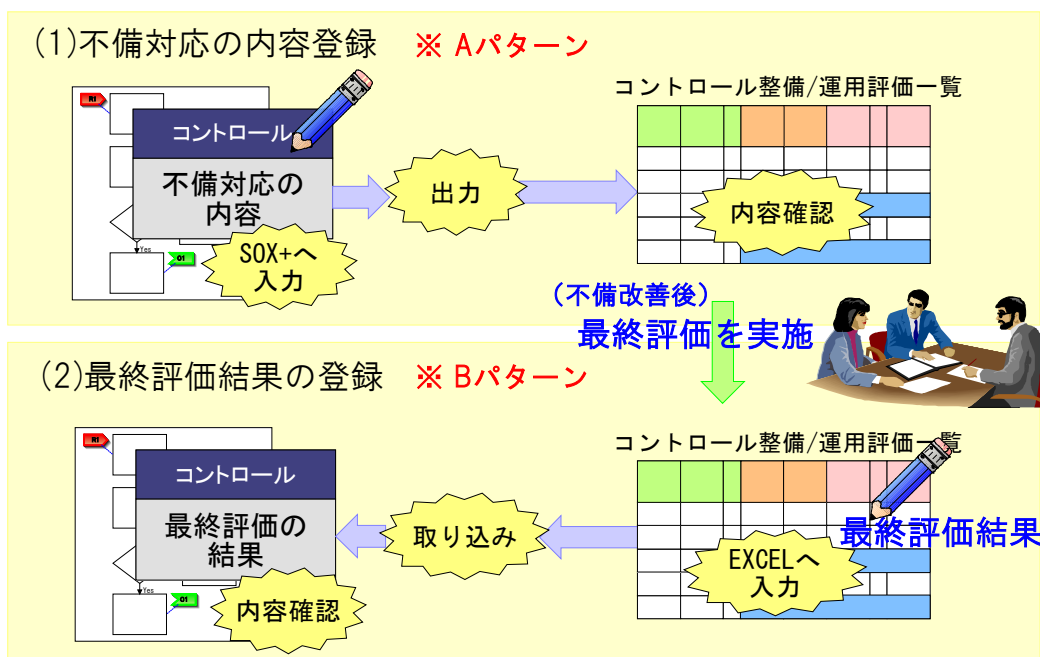 (1)不備対応の内容登録 ※ Aパターン
コントロール整備/運用評価一覧
R1
コントロール
不備対応の
内容
出力
内容確認
Yes
O1
SOX+へ
入力
(不備改善後)
最終評価を実施
(2)最終評価結果の登録 ※ Bパターン
コントロール整備/運用評価一覧
R1
コントロール
最終評価の
結果
取り込み
最終評価結果
EXCELへ
入力
Yes
O1
内容確認